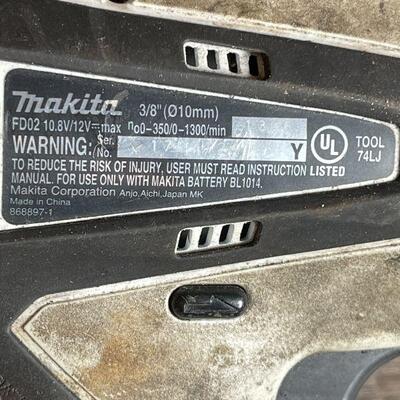 makita 3/8" (Ø10mm)
FD02 10.8V/12V⎓max no0-350/0-1300/min
WARNING: Ser. No. Y
UL LISTED TOOL 74LJ
TO REDUCE THE RISK OF INJURY. USER MUST READ INSTRUCTION
MANUAL. FOR USE ONLY WITH MAKITA BATTERY BL1014.
Makita Corporation Anjo,Aichi,Japan MK
Made in China
868897-1